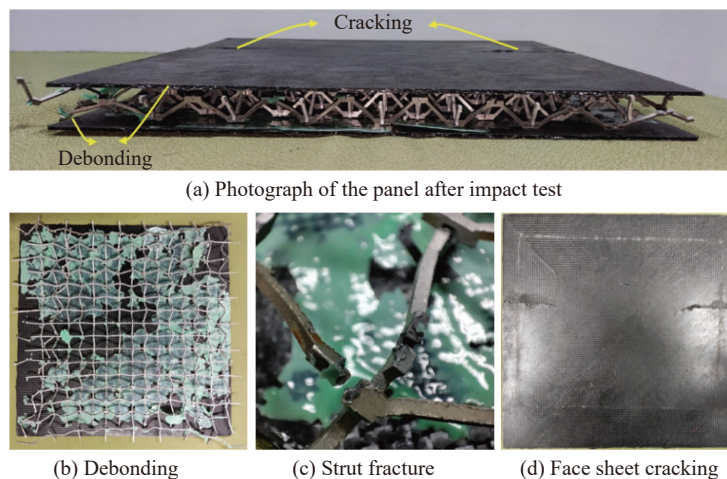 Cracking
Debonding
(a) Photograph of the panel after impact test
(b) Debonding
(c) Strut fracture
(d) Face sheet cracking